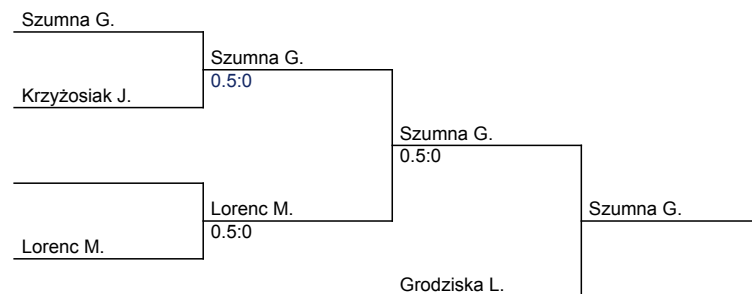 Szumna G.
Szumna G.
0.5:0
Krzyżosiak J.
Szumna G.
0.5:0
Lorenc M.
0.5:0
Szumna G.
Lorenc M.
Grodziska L.